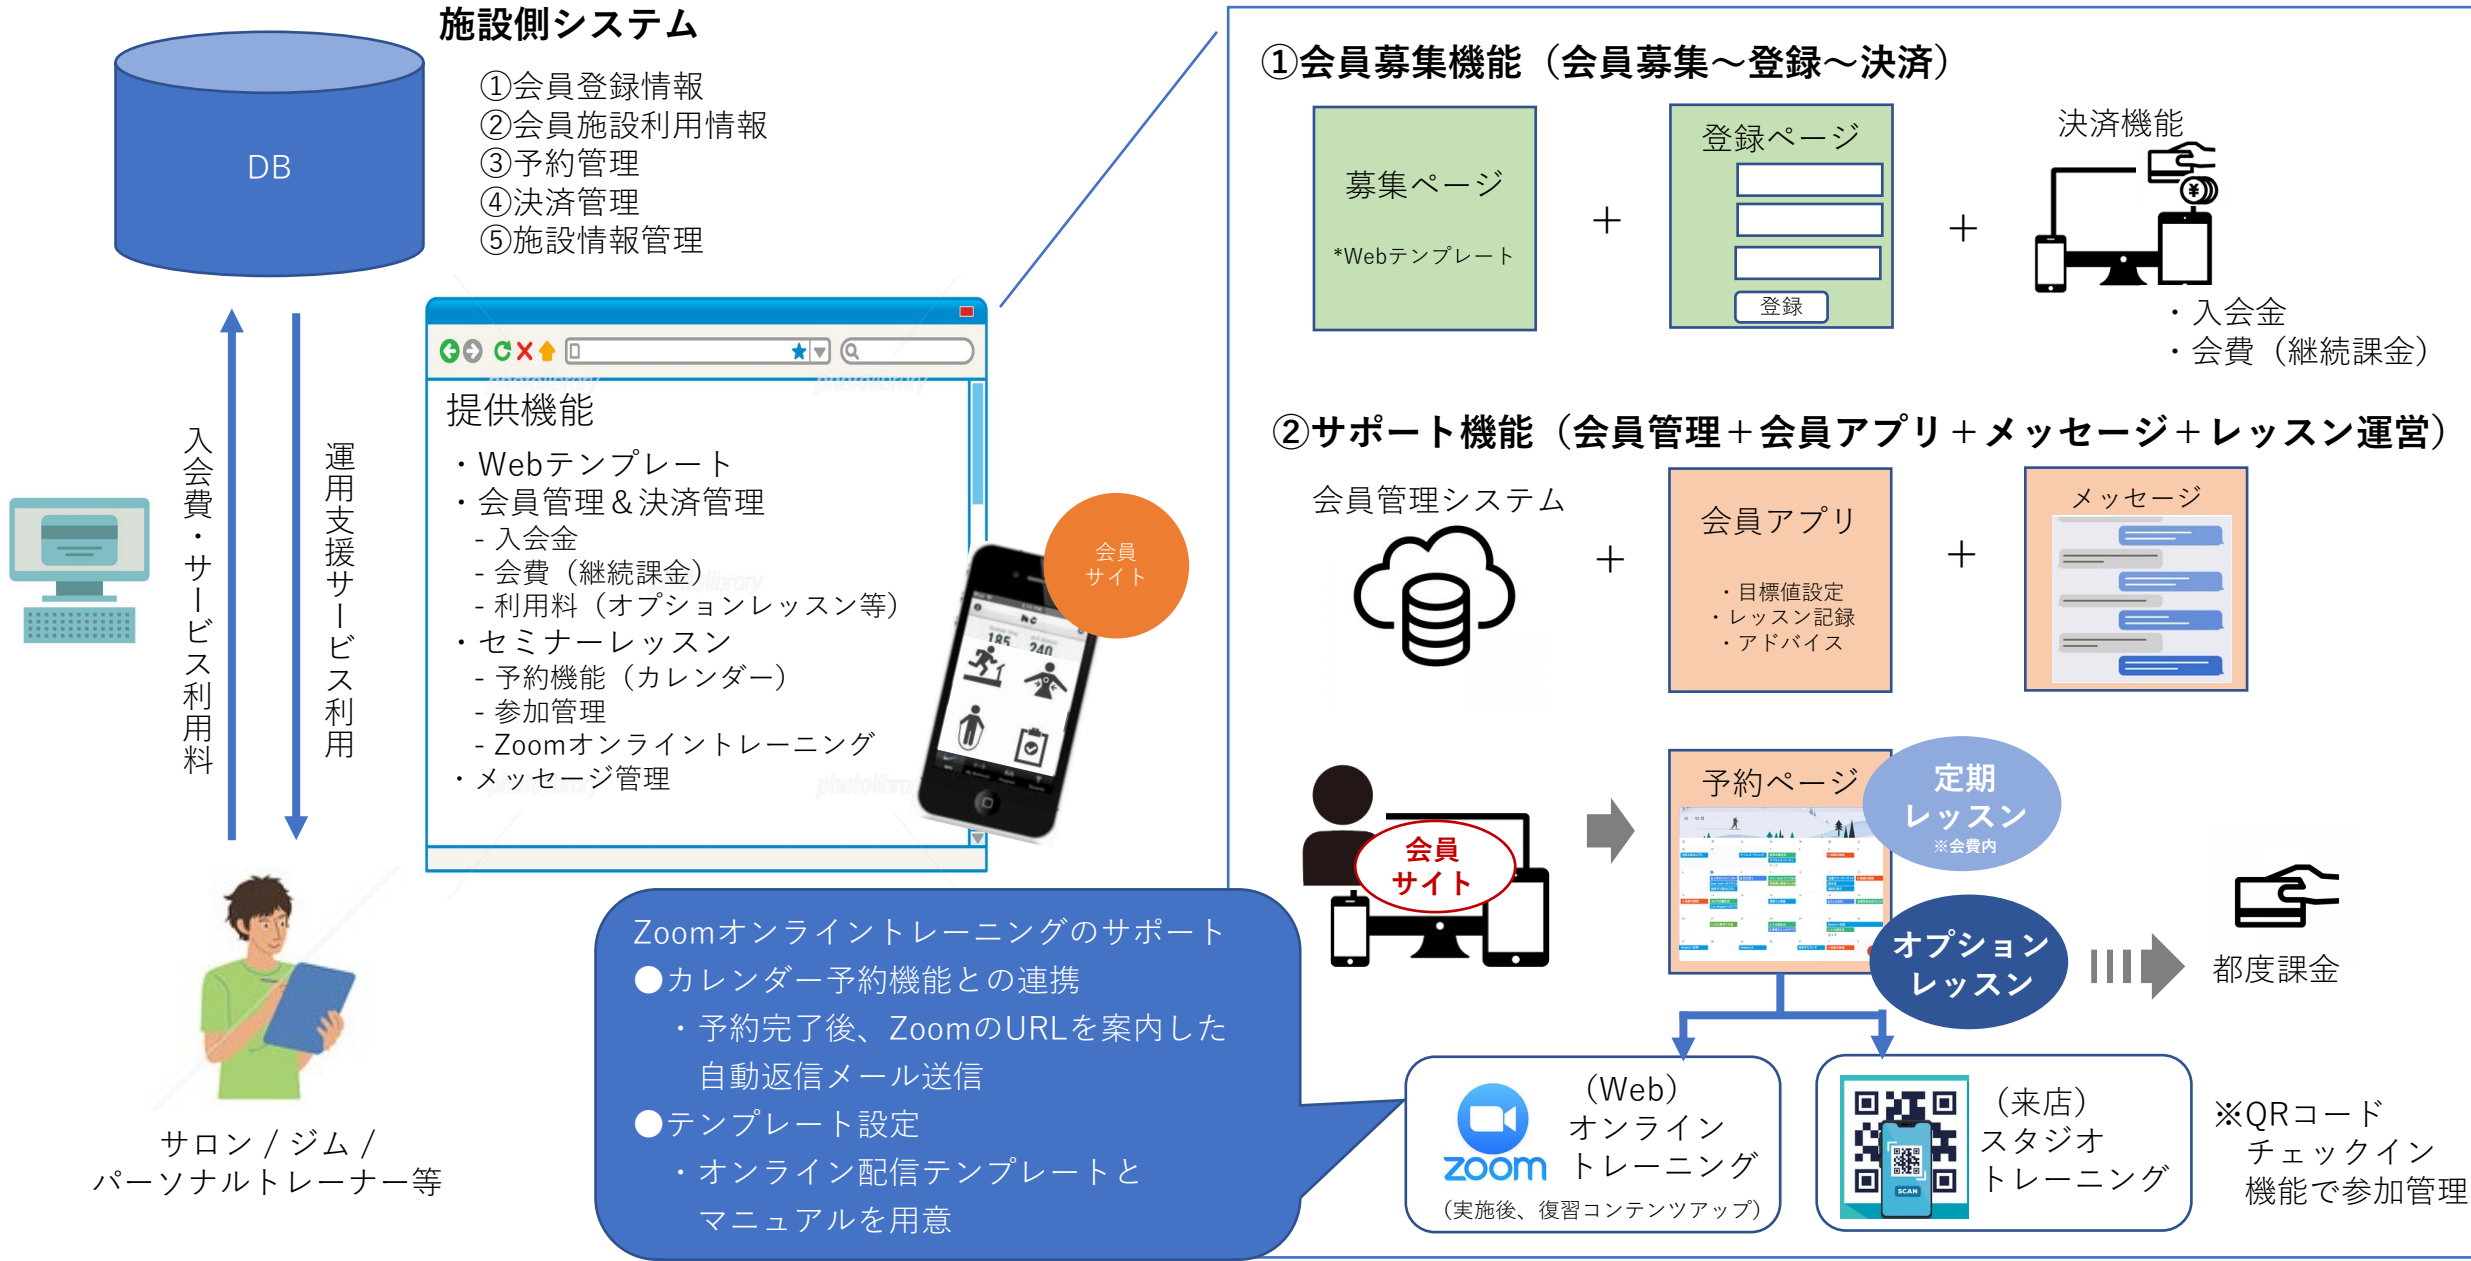 施設側システム
①会員登録情報
②会員施設利用情報
③予約管理
④決済管理
⑤施設情報管理
DB
入会費・サービス利用料
運用支援サービス利用
提供機能
・Webテンプレート
・会員管理＆決済管理
- 入会金
- 会費（継続課金）
- 利用料（オプションレッスン等）
・セミナーレッスン
- 予約機能（カレンダー）
- 参加管理
- Zoomオンライントレーニング
・メッセージ管理
photolibrary
185
240
会員
サイト
サロン / ジム /
パーソナルトレーナー等
Zoomオンライントレーニングのサポート
●カレンダー予約機能との連携
・予約完了後、ZoomのURLを案内した
自動返信メール送信
●テンプレート設定
・オンライン配信テンプレートと
マニュアルを用意
①会員募集機能（会員募集～登録～決済）
募集ページ
*Webテンプレート
＋
登録ページ
登録
＋
決済機能
¥
・入会金
・会費（継続課金）
②サポート機能（会員管理＋会員アプリ＋メッセージ＋レッスン運営）
会員管理システム
＋
会員アプリ
・目標値設定
・レッスン記録
・アドバイス
＋
メッセージ
会員
サイト
予約ページ
定期
レッスン
※会費内
オプション
レッスン
都度課金
zoom
（Web）
オンライン
トレーニング
（実施後、復習コンテンツアップ）
SCAN
（来店）
スタジオ
トレーニング
※QRコード
チェックイン
機能で参加管理